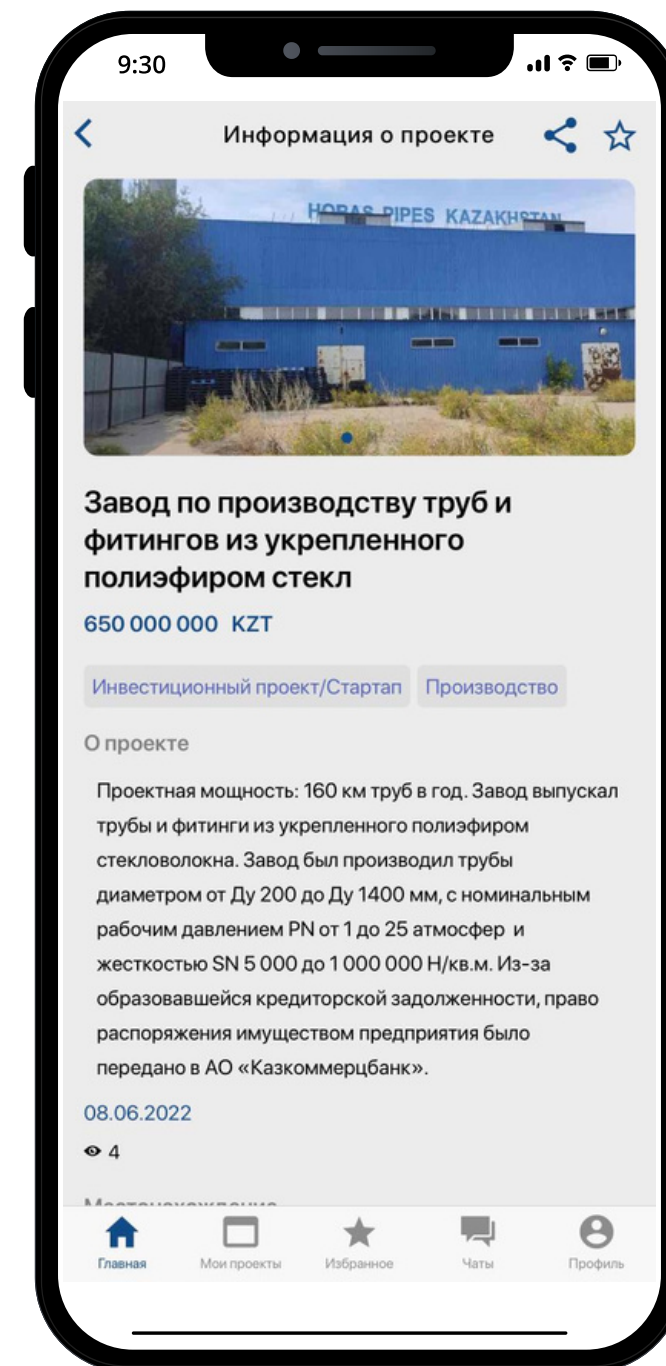 9:30
Информация о проекте
HOBAS PIPES KAZAKHSTAN
Завод по производству труб и
фитингов из укрепленного
полиэфиром стекл
650 000 000 KZT
Инвестиционный проект/Стартап Производство
О проекте
Проектная мощность: 160 км труб в год. Завод выпускал
трубы и фитинги из укрепленного полиэфиром
стекловолокна. Завод был производил трубы
диаметром от Ду 200 до Ду 1400 мм, с номинальным
рабочим давлением PN от 1 до 25 атмосфер и
жесткостью SN 5 000 до 1 000 000 Н/кв.м. Из-за
образовавшейся кредиторской задолженности, право
распоряжения имуществом предприятия было
передано в АО «Казкоммерцбанк».
08.06.2022
4
Местонахождение
Главная Мои проекты Избранное Чаты Профиль